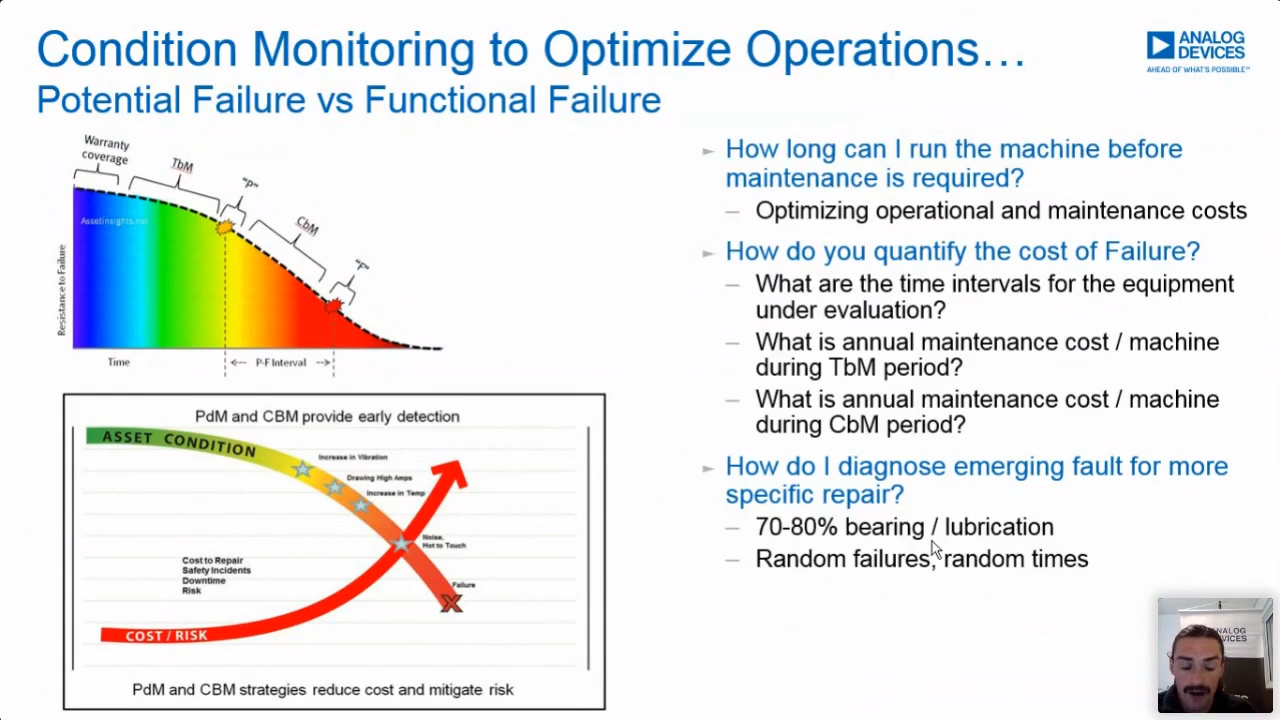 Condition Monitoring to Optimize Operations…
Potential Failure vs Functional Failure
ANALOG
DEVICES
AHEAD OF WHAT'S POSSIBLE™
Warranty
coverage
TbM
"P"
CbM
"F"
AssetInsights.net
Resistance to Failure
Time
P-F Interval
PdM and CBM provide early detection
ASSET CONDITION
Increase in Vibration
Drawing High Amps
Increase in Temp
Noise,
Hot to Touch
Failure
Cost to Repair
Safety Incidents
Downtime
Risk
COST / RISK
PdM and CBM strategies reduce cost and mitigate risk
How long can I run the machine before
maintenance is required?
– Optimizing operational and maintenance costs
How do you quantify the cost of Failure?
– What are the time intervals for the equipment
under evaluation?
– What is annual maintenance cost / machine
during TbM period?
– What is annual maintenance cost / machine
during CbM period?
How do I diagnose emerging fault for more
specific repair?
– 70-80% bearing / lubrication
– Random failures, random times
ANALOG
DEVICES